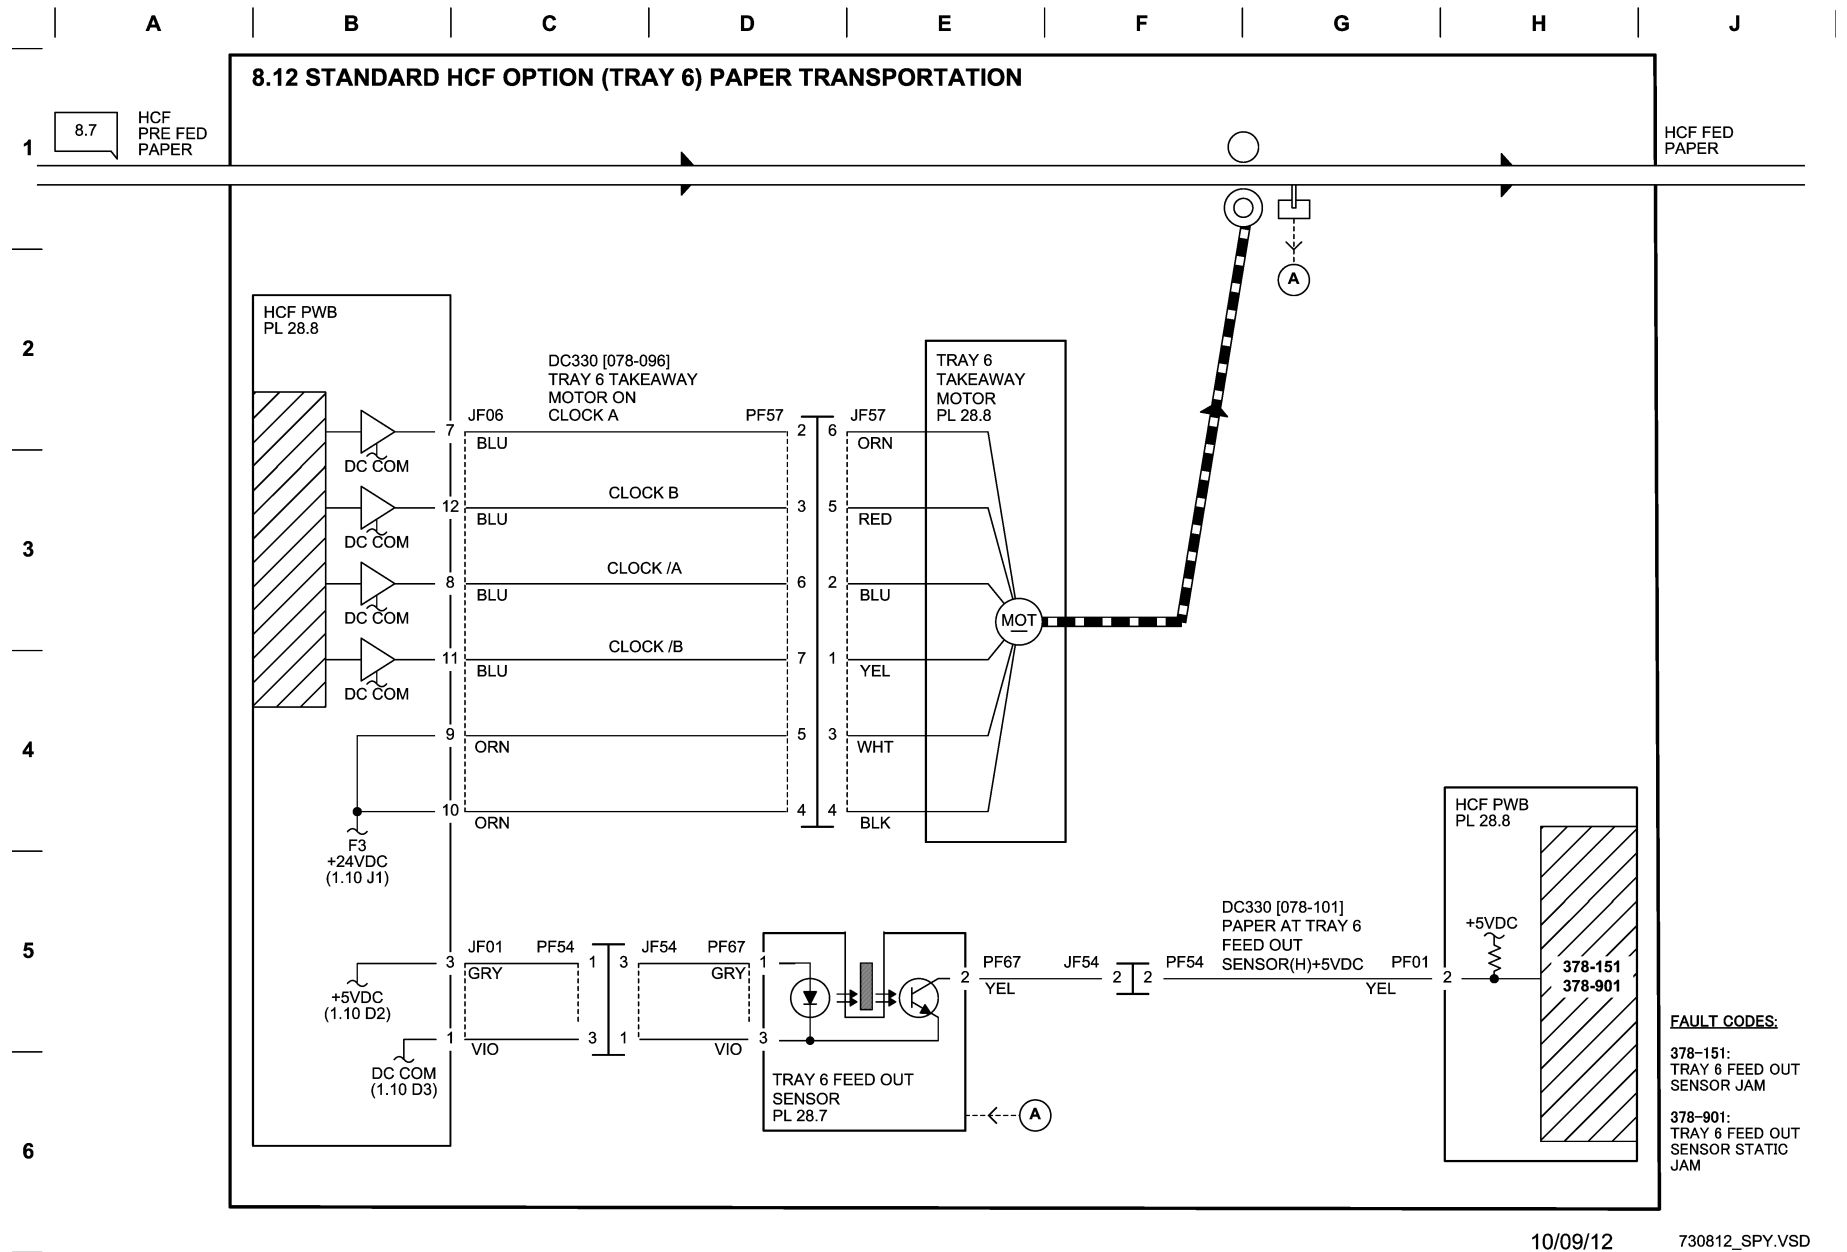 A B C D E F G H J
8.12 STANDARD HCF OPTION (TRAY 6) PAPER TRANSPORTATION
1
8.7
HCF
PRE FED
PAPER
HCF FED
PAPER
A
2
HCF PWB
PL 28.8
DC330 [078-096]
TRAY 6 TAKEAWAY
MOTOR ON
CLOCK A
TRAY 6
TAKEAWAY
MOTOR
PL 28.8
JF06 PF57 JF57
7 BLU 2 6 ORN
DC COM
3
CLOCK B
12 BLU 3 5 RED
DC COM
CLOCK /A
8 BLU 6 2 BLU
DC COM
MOT
CLOCK /B
11 BLU 7 1 YEL
DC COM
4
9 ORN 5 3 WHT
10 ORN 4 4 BLK
F3
+24VDC
(1.10 J1)
HCF PWB
PL 28.8
5
JF01 PF54 JF54 PF67
3 GRY 1 3 GRY 1
+5VDC
(1.10 D2)
1 VIO 3 1 VIO 3
DC COM
(1.10 D3)
2 PF67 JF54 PF54 PF01
YEL 2 2 YEL 2
DC330 [078-101]
PAPER AT TRAY 6
FEED OUT
SENSOR(H)+5VDC
+5VDC
378-151
378-901
TRAY 6 FEED OUT
SENSOR
PL 28.7
A
6
FAULT CODES:
378-151:
TRAY 6 FEED OUT
SENSOR JAM
378-901:
TRAY 6 FEED OUT
SENSOR STATIC
JAM
10/09/12
730812_SPY.VSD